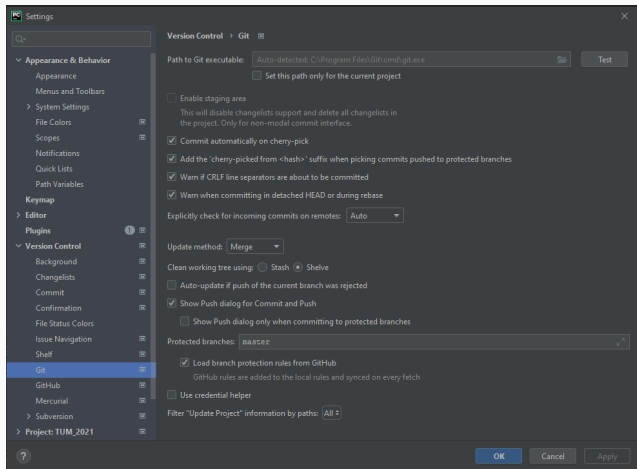 PC Settings
Version Control › Git
Path to Git executable: Auto-detected: C:\Program Files\Git\cmd\git.exe Test
Set this path only for the current project
Enable staging area
This will disable changelists support and delete all changelists in
the project. Only for non-modal commit interface.
Commit automatically on cherry-pick
Add the 'cherry-picked from <hash>' suffix when picking commits pushed to protected branches
Warn if CRLF line separators are about to be committed
Warn when committing in detached HEAD or during rebase
Explicitly check for incoming commits on remotes: Auto
Update method: Merge
Clean working tree using: Stash Shelve
Auto-update if push of the current branch was rejected
Show Push dialog for Commit and Push
Show Push dialog only when committing to protected branches
Protected branches: master
Load branch protection rules from GitHub
GitHub rules are added to the local rules and synced on every fetch
Use credential helper
Filter "Update Project" information by paths: All
Appearance & Behavior
Appearance
Menus and Toolbars
System Settings
File Colors
Scopes
Notifications
Quick Lists
Path Variables
Keymap
Editor
Plugins 1
Version Control
Background
Changelists
Commit
Confirmation
File Status Colors
Issue Navigation
Shelf
Git
GitHub
Mercurial
Subversion
Project: TUM_2021
? OK Cancel Apply